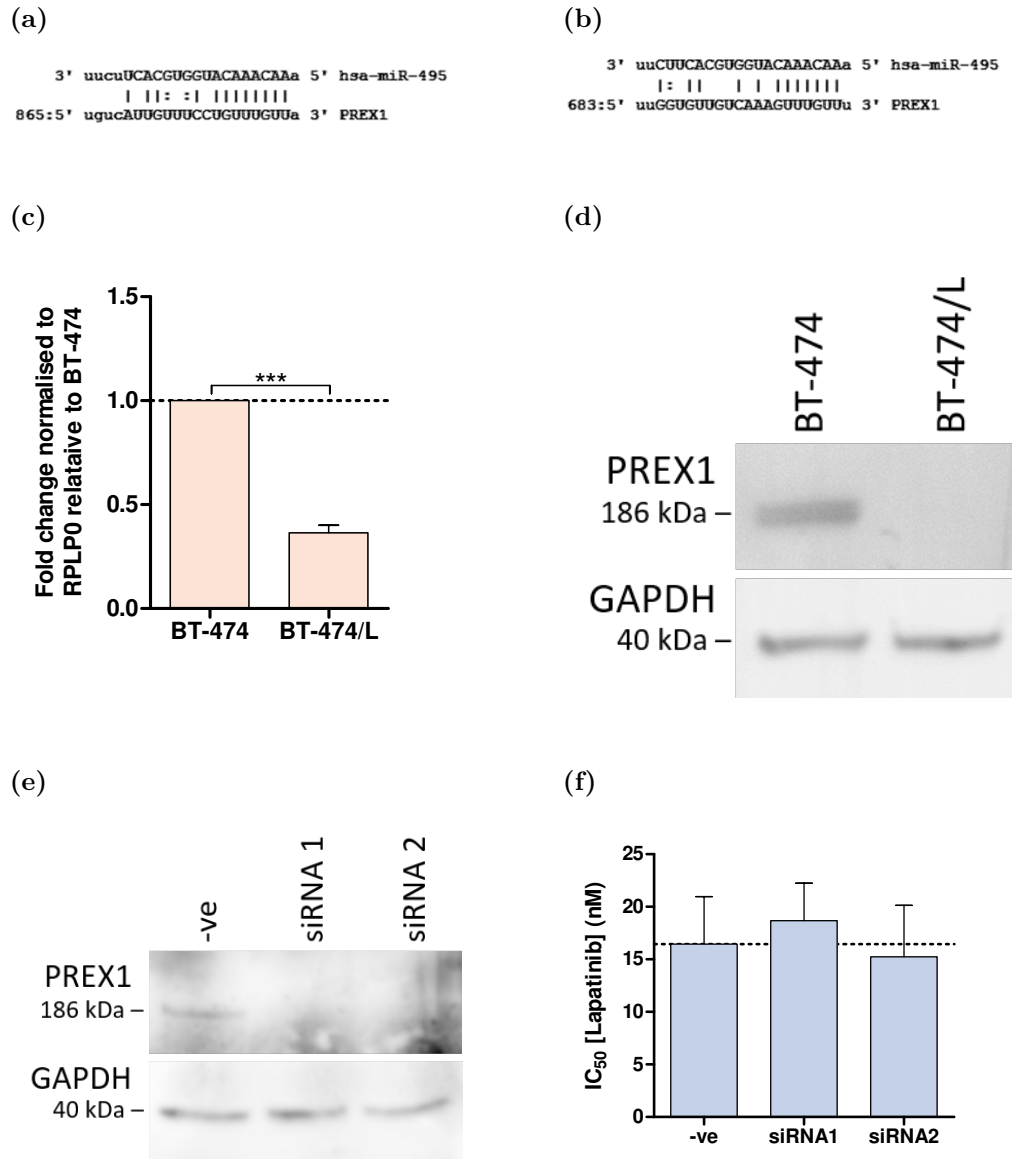 (a)
3' uucuUCACGUGGUACAAACAAa 5' hsa-miR-495
| ||: :| ||||||||
865:5' ugucAUUGUUUCCUGUUUGUUa 3' PREX1
(b)
3' uuCUUCACGUGGUACAAACAAa 5' hsa-miR-495
|: || | | |||||||
683:5' uuGGUGUUGUCAAAGUUUGUUu 3' PREX1
(c)
Fold change normalised to
RPLP0 relataive to BT-474
1.5
1.0
0.5
0.0
***
BT-474 BT-474/L
(d)
BT-474
BT-474/L
PREX1
186 kDa –
GAPDH
40 kDa –
(e)
-ve
siRNA 1
siRNA 2
PREX1
186 kDa –
GAPDH
40 kDa –
(f)
IC50 [Lapatinib] (nM)
25
20
15
10
5
0
-ve siRNA1 siRNA2